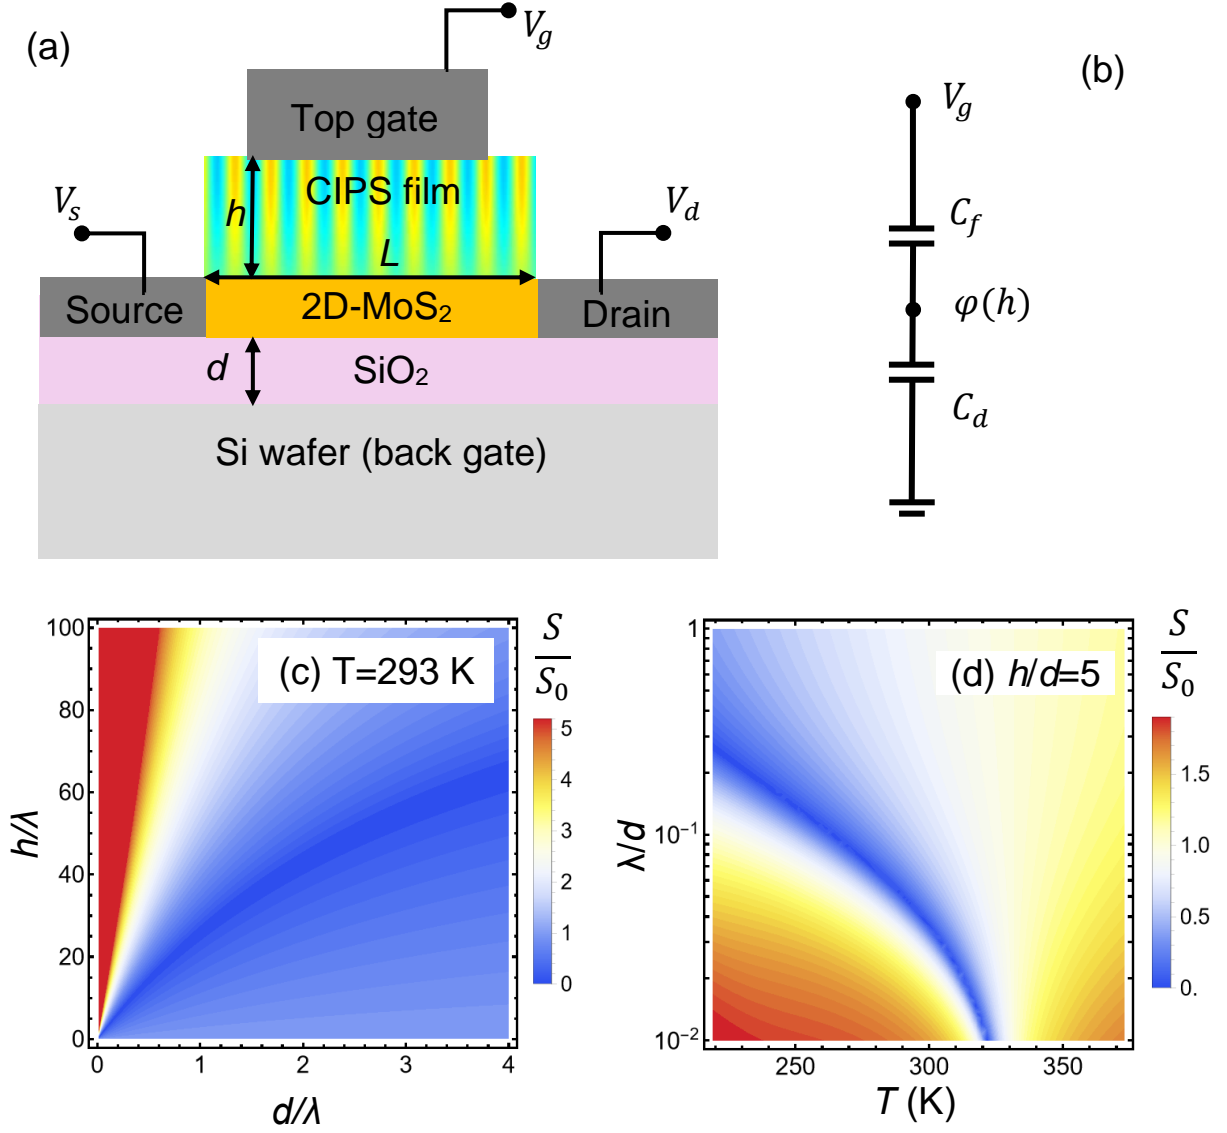 (a)
V_g
Top gate
CIPS film
V_s
h
V_d
L
Source
2D-MoS₂
Drain
d
SiO₂
Si wafer (back gate)
(b)
V_g
C_f
φ(h)
C_d
(c) T=293 K
h/λ
100
80
60
40
20
0
0
1
2
3
4
d/λ
S
S₀
5
4
3
2
1
0
(d) h/d=5
λ/d
1
10⁻¹
10⁻²
250
300
350
T (K)
S
S₀
1.5
1.0
0.5
0.